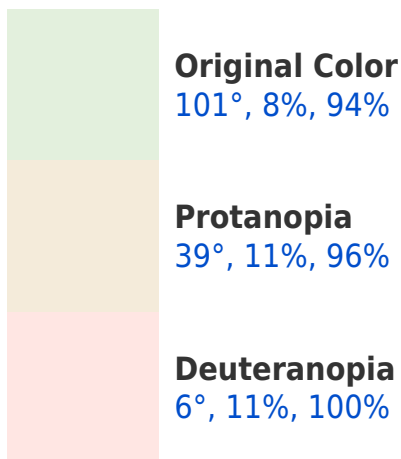 Original Color
101°, 8%, 94%
Protanopia
39°, 11%, 96%
Deuteranopia
6°, 11%, 100%